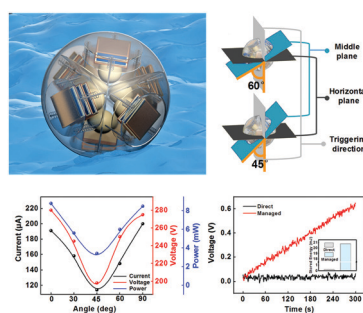 Middle
plane
60°
Horizontal
plane
Triggering
direction
45°
220
200
180
160
140
120
Current (μA)
280
260
240
220
200
Voltage (V)
8
6
4
2
0
Power (mW)
Current
Voltage
Power
0 30 45 60 90
Angle (deg)
0.6
0.4
0.2
0.0
Voltage (V)
Direct
Managed
21
Direct
Managed
0 60 120 180 240 300
Time (s)